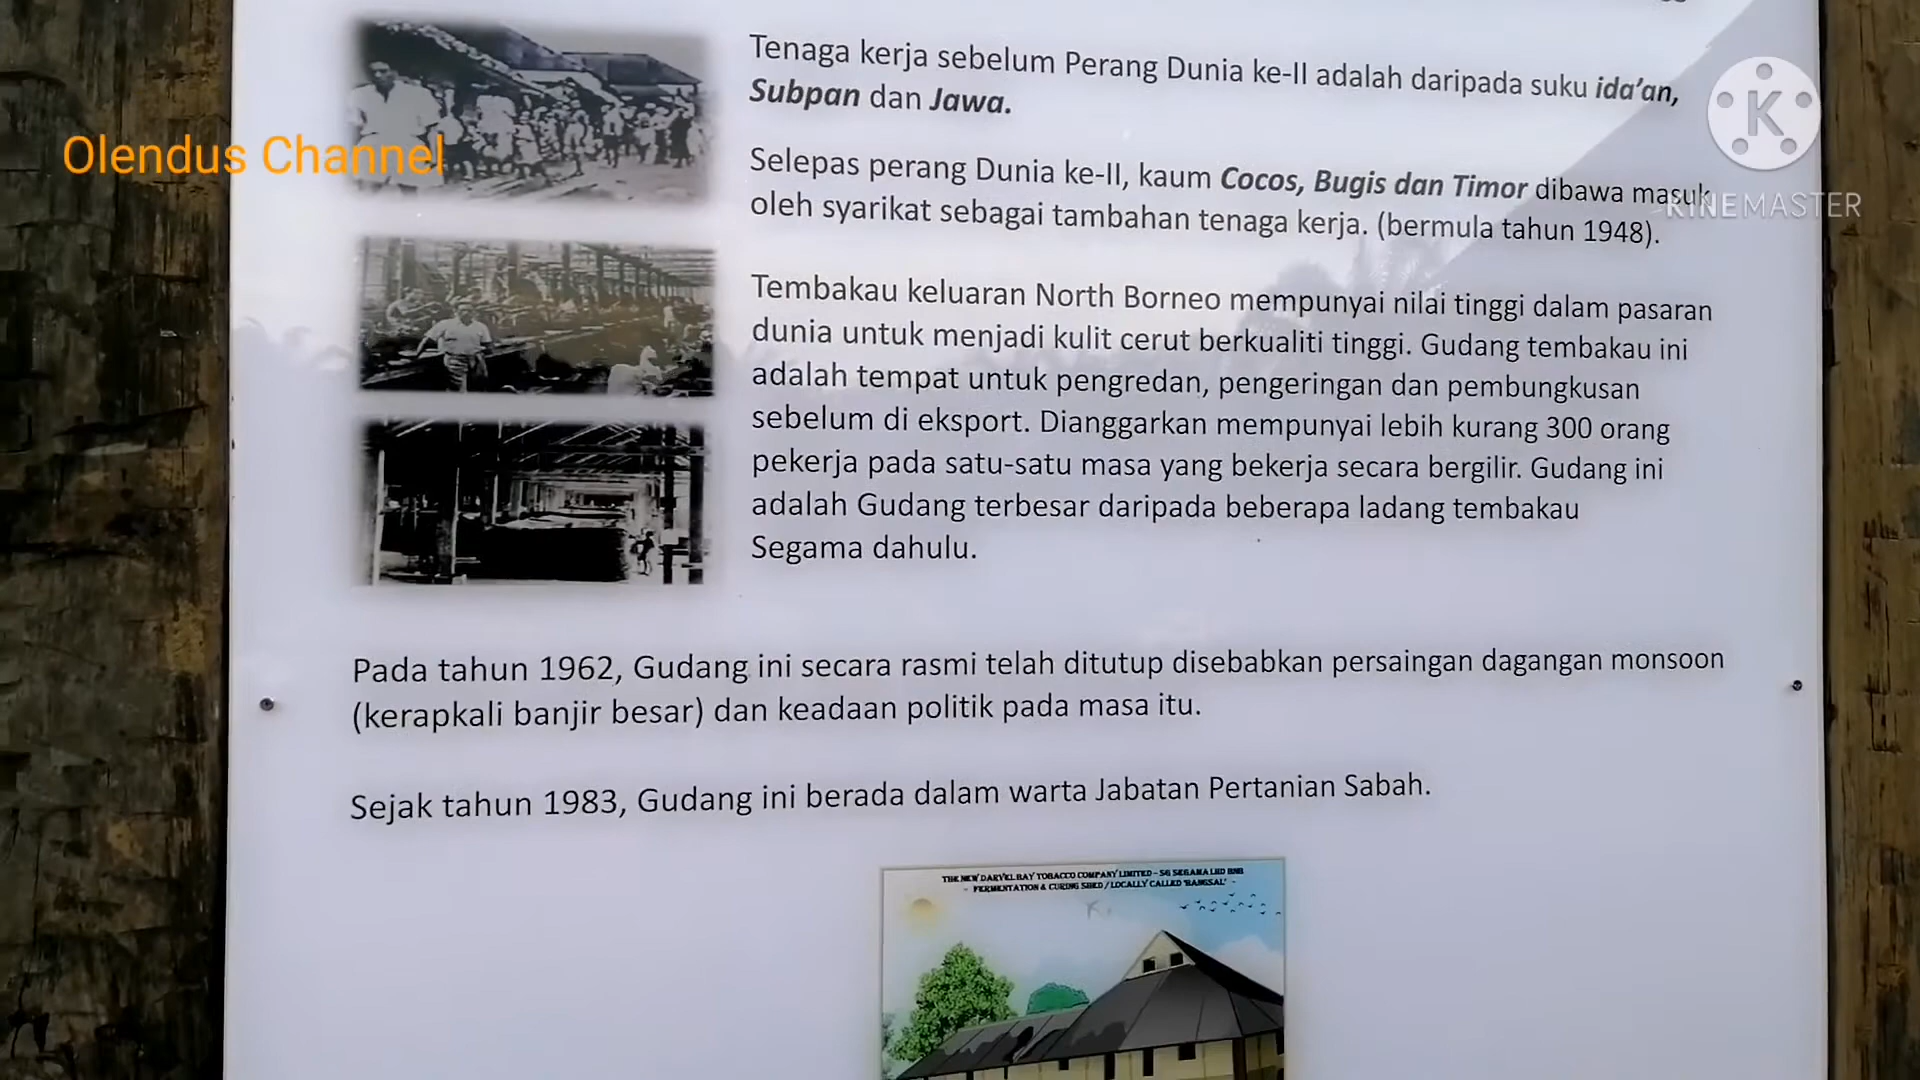 Tenaga kerja sebelum Perang Dunia ke-II adalah daripada suku ida'an,
Subpan dan Jawa.
Olendus Channel
K
KINEMASTER
Selepas perang Dunia ke-II, kaum Cocos, Bugis dan Timor dibawa masuk
oleh syarikat sebagai tambahan tenaga kerja. (bermula tahun 1948).
Tembakau keluaran North Borneo mempunyai nilai tinggi dalam pasaran
dunia untuk menjadi kulit cerut berkualiti tinggi. Gudang tembakau ini
adalah tempat untuk pengredan, pengeringan dan pembungkusan
sebelum di eksport. Dianggarkan mempunyai lebih kurang 300 orang
pekerja pada satu-satu masa yang bekerja secara bergilir. Gudang ini
adalah Gudang terbesar daripada beberapa ladang tembakau
Segama dahulu.
Pada tahun 1962, Gudang ini secara rasmi telah ditutup disebabkan persaingan dagangan monsoon
(kerapkali banjir besar) dan keadaan politik pada masa itu.
Sejak tahun 1983, Gudang ini berada dalam warta Jabatan Pertanian Sabah.
THE NEW DARVEL BAY TOBACCO COMPANY LIMITED - SG SEGAMA LHD BNB
- FERMENTATION & CURING SHED / LOCALLY CALLED 'BANGSAL' -